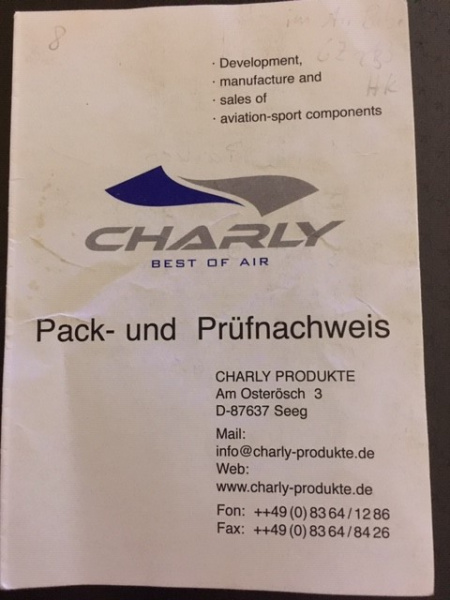 8
· Development,
· manufacture and
· sales of
· aviation-sport components
CHARLY
BEST OF AIR
Pack- und Prüfnachweis
CHARLY PRODUKTE
Am Osterösch 3
D-87637 Seeg
Mail:
info@charly-produkte.de
Web:
www.charly-produkte.de
Fon: ++49 (0) 83 64 / 12 86
Fax: ++49 (0) 83 64 / 84 26